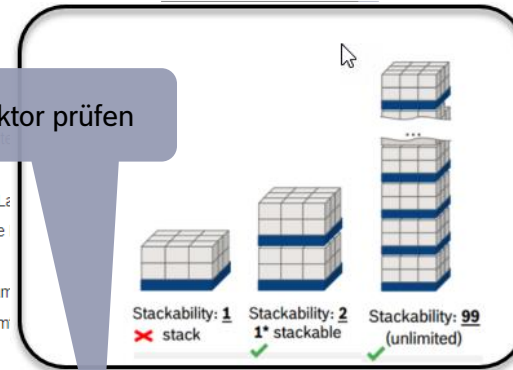 ktor prüfen
...
Stackability: 1
stack
Stackability: 2
1* stackable
Stackability: 99
(unlimited)